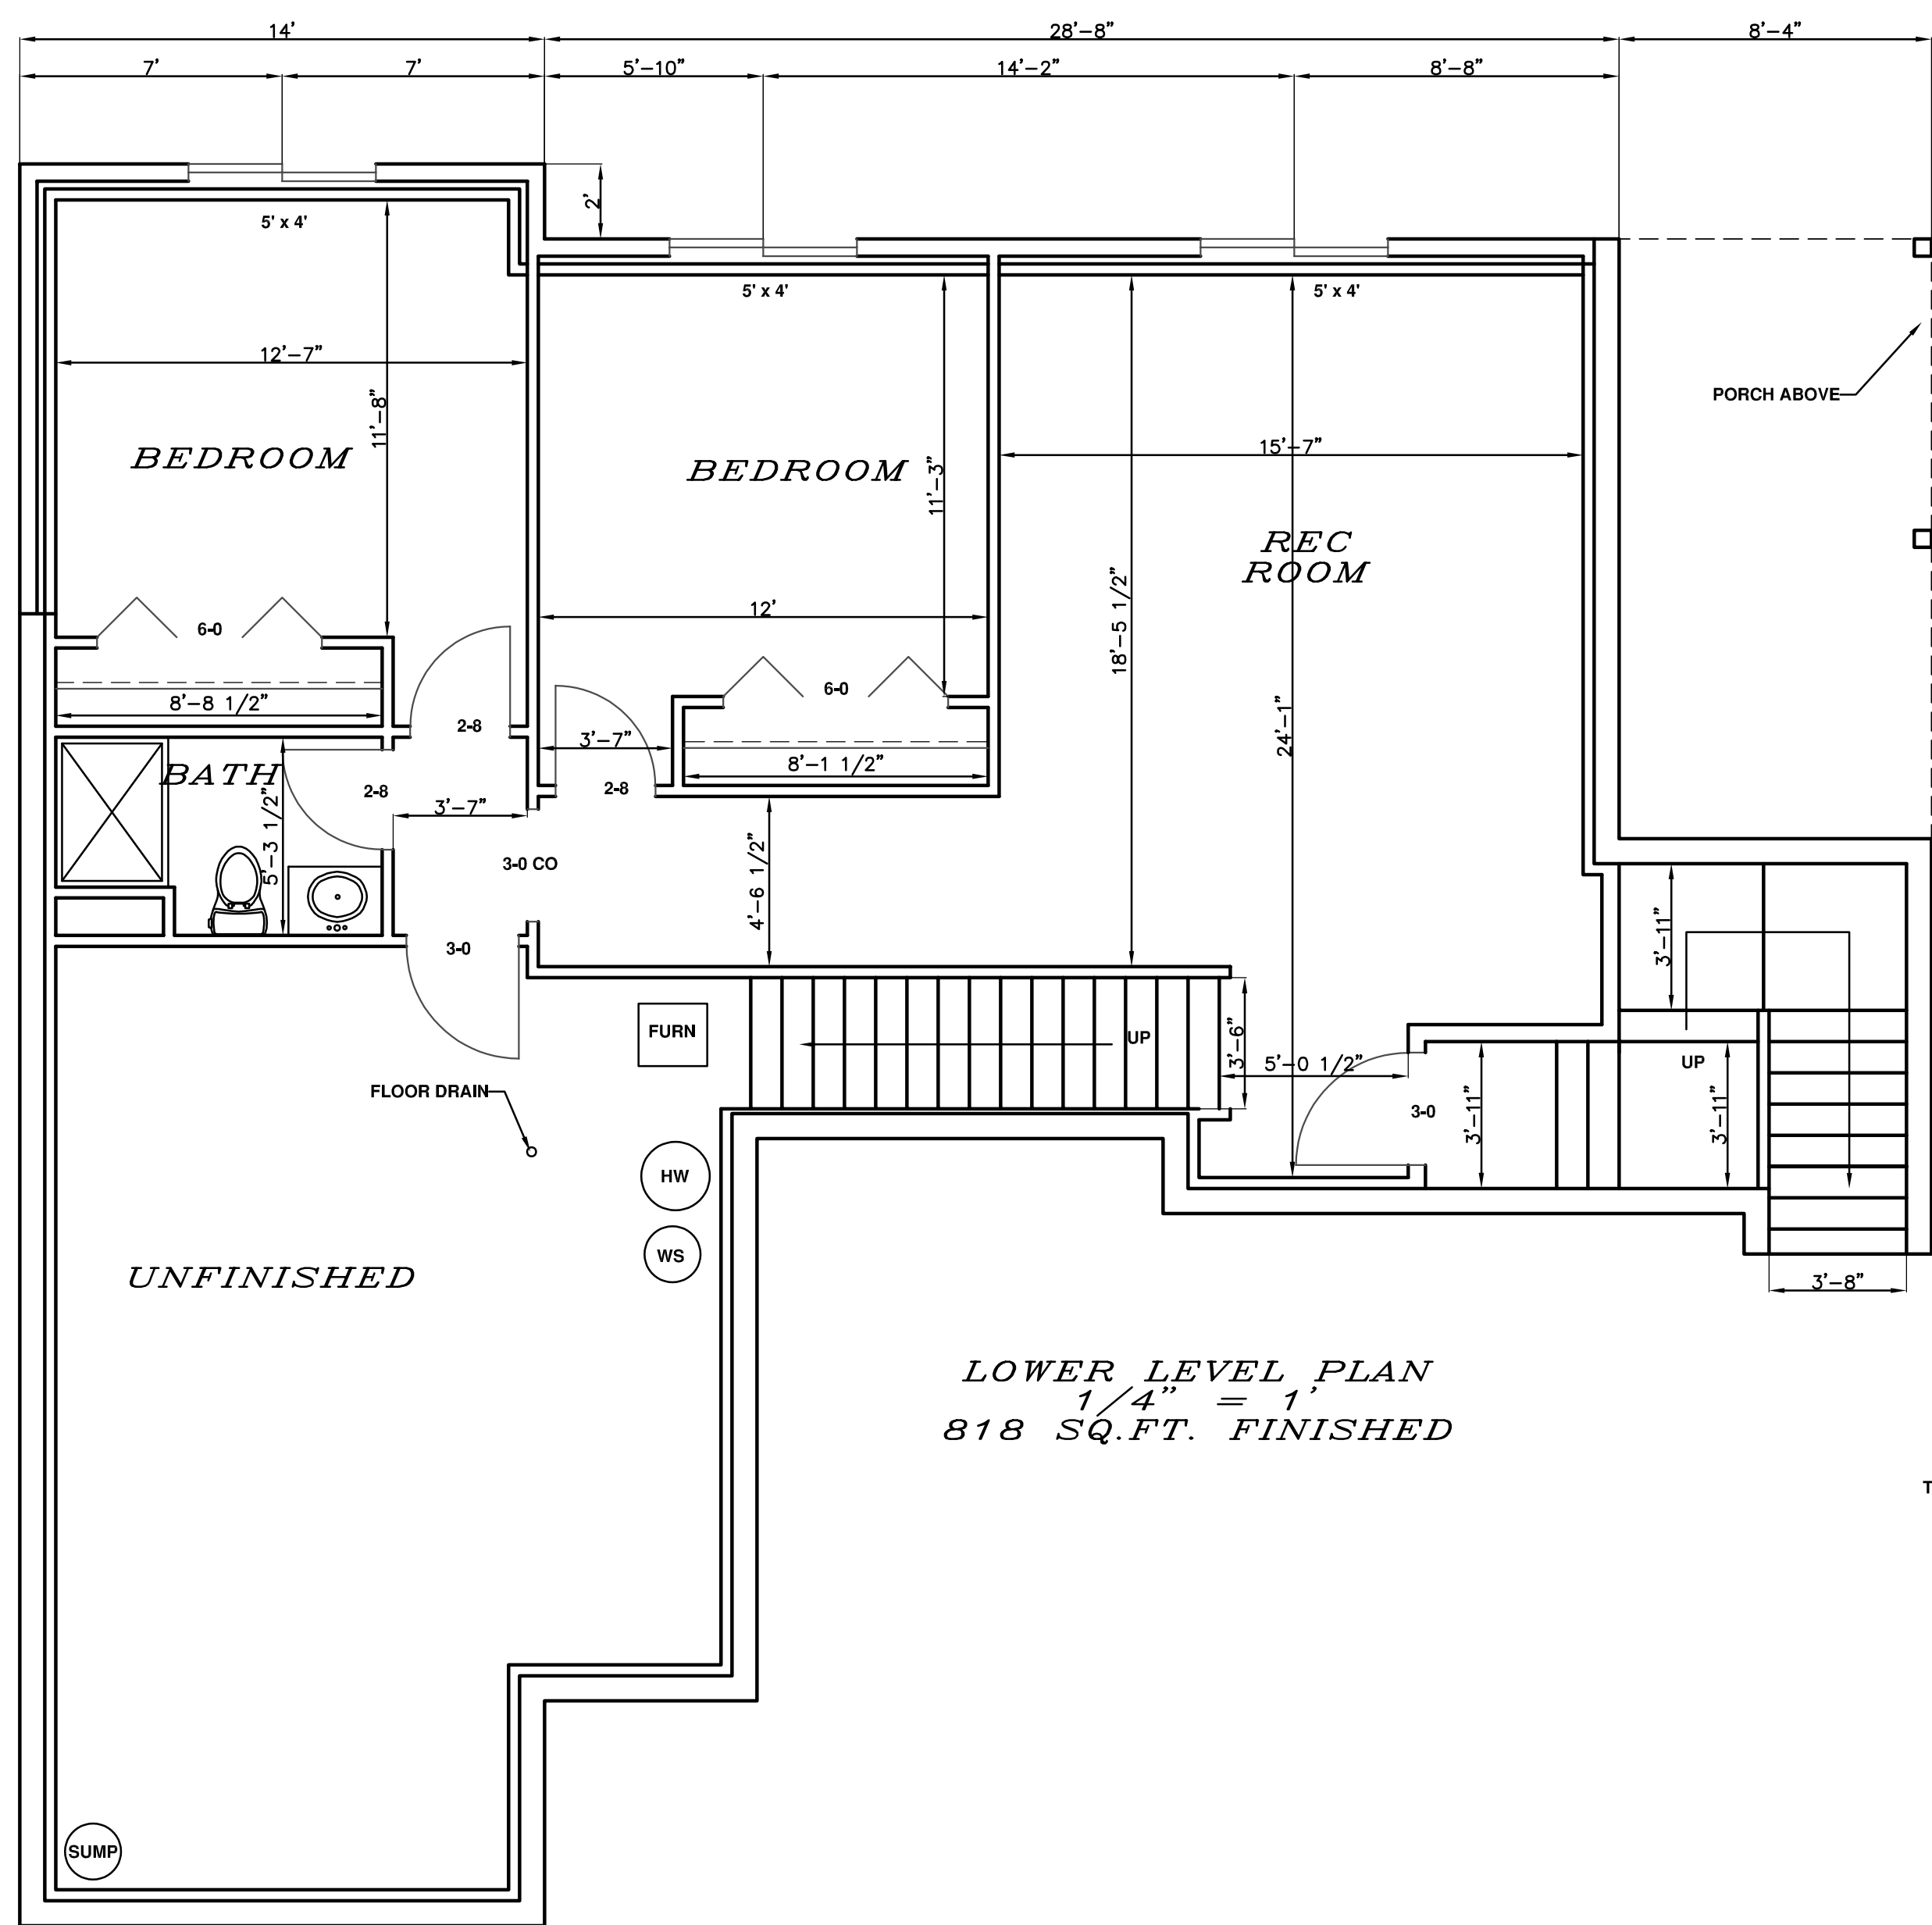 14'
28'-8"
8'-4"
7'
7'
5'-10"
14'-2"
8'-8"
2'
5' x 4'
5' x 4'
5' x 4'
12'-7"
11'-8"
PORCH ABOVE
15'-7"
BEDROOM
BEDROOM
11'-3"
REC
ROOM
12'
18'-5 1/2"
6-0
6-0
8'-8 1/2"
2-8
24'-1"
3'-7"
8'-1 1/2"
BATH
2-8
2-8
3'-7"
5'-3 1/2"
3-0 CO
4'-6 1/2"
3'-11"
3-0
FURN
UP
3'-6"
5'-0 1/2"
UP
FLOOR DRAIN
3-0
3'-11"
3'-11"
HW
WS
UNFINISHED
3'-8"
LOWER LEVEL PLAN
1/4" = 1'
818 SQ.FT. FINISHED
T
SUMP